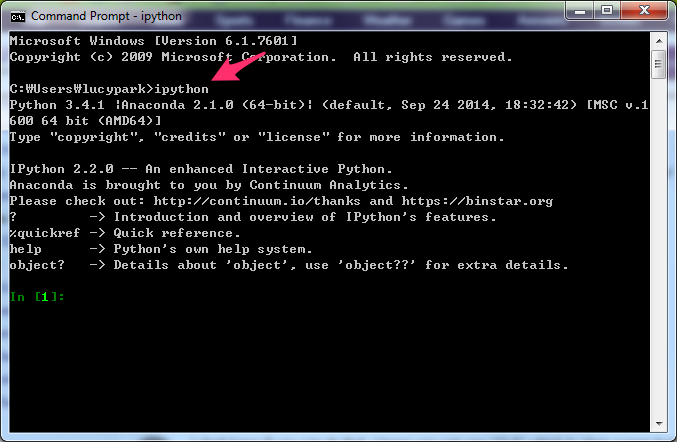 Command Prompt - ipython
Microsoft Windows [Version 6.1.7601]
Copyright (c) 2009 Microsoft Corporation.  All rights reserved.
C:₩Users₩lucypark>ipython
Python 3.4.1 |Anaconda 2.1.0 (64-bit)| (default, Sep 24 2014, 18:32:42) [MSC v.1
600 64 bit (AMD64)]
Type "copyright", "credits" or "license" for more information.
IPython 2.2.0 -- An enhanced Interactive Python.
Anaconda is brought to you by Continuum Analytics.
Please check out: http://continuum.io/thanks and https://binstar.org
?         -> Introduction and overview of IPython's features.
%quickref -> Quick reference.
help      -> Python's own help system.
object?   -> Details about 'object', use 'object??' for extra details.
In [1]: